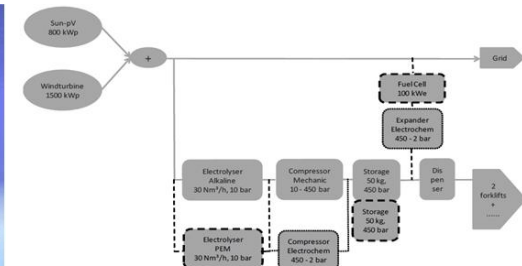 Sun-pV
800 kWp
+
Grid
Windturbine
1500 kWp
Fuel Cell
100 kWe
Expander
Electrochem
450 - 2 bar
Electrolyser
Alkaline
30 Nm³/h, 10 bar
Compressor
Mechanic
10 - 450 bar
Storage
50 kg,
450 bar
Dis
pen
ser
2
forklifts
+
Storage
50 kg,
450 bar
Electrolyser
PEM
30 Nm³/h, 10 bar
Compressor
Electrochem
450 – 2 bar